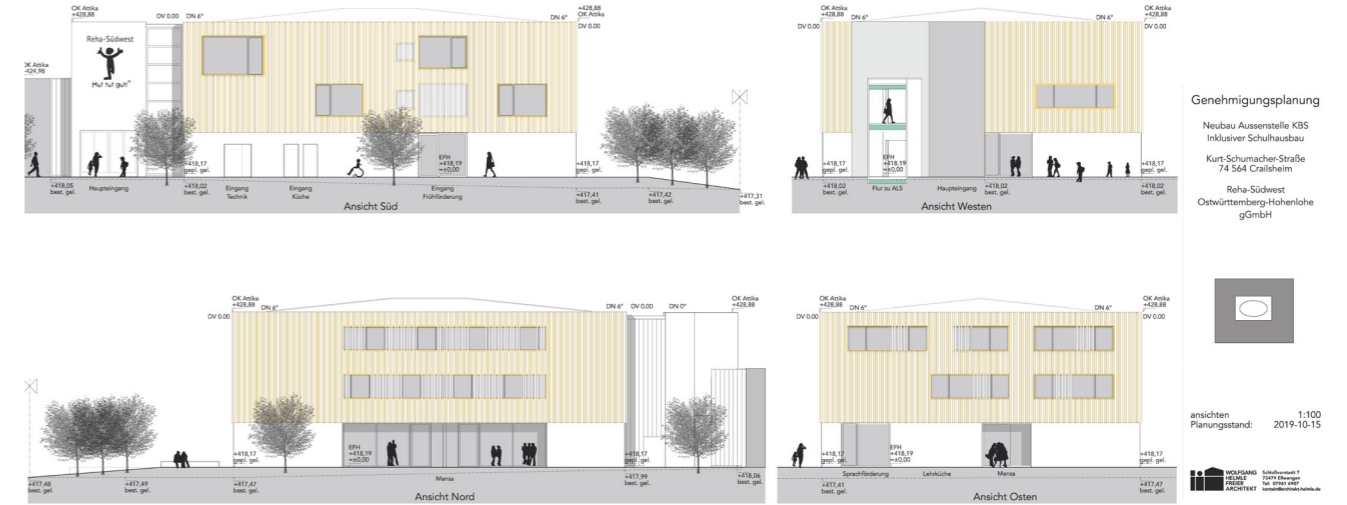 OK Attika
+428,88
DV 0.00
DN 6°
+428,88
OK Attika
DN 6°
DV 0.00
Reha-Südwest
"Mut tut gut!"
OK Attika
+424,98
+418,17
gepl. gel.
+418,05
best. gel.
Haupteingang
+418,02
best. gel.
Eingang
Technik
Eingang
Küche
EFH
+418,19
=±0,00
Eingang
Frühförderung
+418,17
gepl. gel.
+417,41
best. gel.
+417,42
best. gel.
+417,31
best. gel.
Ansicht Süd
OK Attika
+428,88
DN 6°
DV 0.00
DN 6°
OK Attika
+428,88
DV 0.00
+418,17
gepl. gel.
+418,02
best. gel.
EFH
+418,19
=±0,00
Flur zu ALS
Haupteingang
+418,02
best. gel.
+418,17
gepl. gel.
+418,02
best. gel.
Ansicht Westen
OK Attika
+428,88
DN 6°
DV 0.00
DN 6°
DV 0.00
DN 0°
OK Attika
+428,88
+418,17
gepl. gel.
EFH
+418,19
=±0,00
Mensa
+418,17
gepl. gel.
+417,48
best. gel.
+417,49
best. gel.
+417,47
best. gel.
+417,99
best. gel.
+418,06
best. gel.
Ansicht Nord
OK Attika
+428,88
DN 6°
DV 0.00
DN 6°
OK Attika
+428,88
DV 0.00
+418,17
gepl. gel.
EFH
+418,19
=±0,00
Sprachförderung
Lehrküche
Mensa
+418,17
gepl. gel.
+417,41
best. gel.
+417,47
best. gel.
Ansicht Osten
Genehmigungsplanung
Neubau Aussenstelle KBS
Inklusiver Schulhausbau
Kurt-Schumacher-Straße
74 564 Crailsheim
Reha-Südwest
Ostwürttemberg-Hohenlohe
gGmbH
ansichten 1:100
Planungsstand: 2019-10-15
WOLFGANG
HELMLE
FREIER
ARCHITEKT
Schloßvorstadt 7
73479 Ellwangen
Tel: 07961 6907
kontakt@architekt-helmle.de